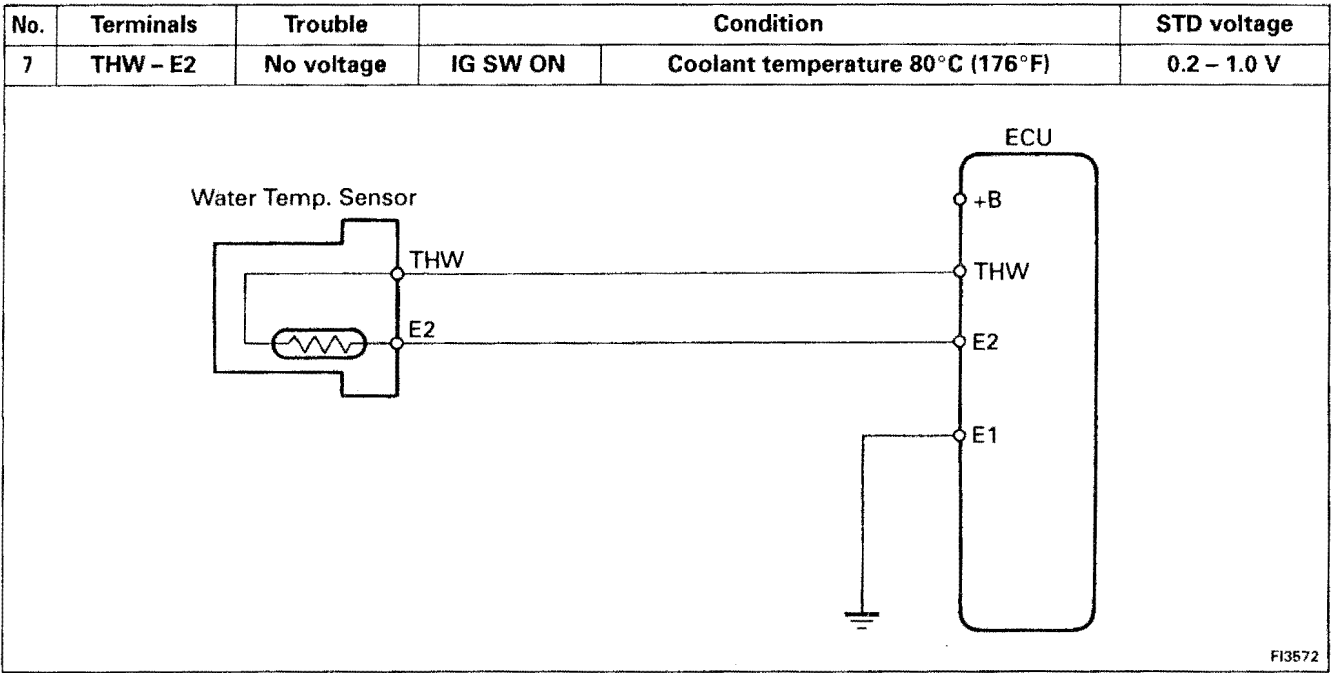 No. Terminals Trouble Condition STD voltage
7 THW – E2 No voltage IG SW ON Coolant temperature 80°C (176°F) 0.2 – 1.0 V
ECU
Water Temp. Sensor
+B
THW
THW
E2
E2
E1
FI3572